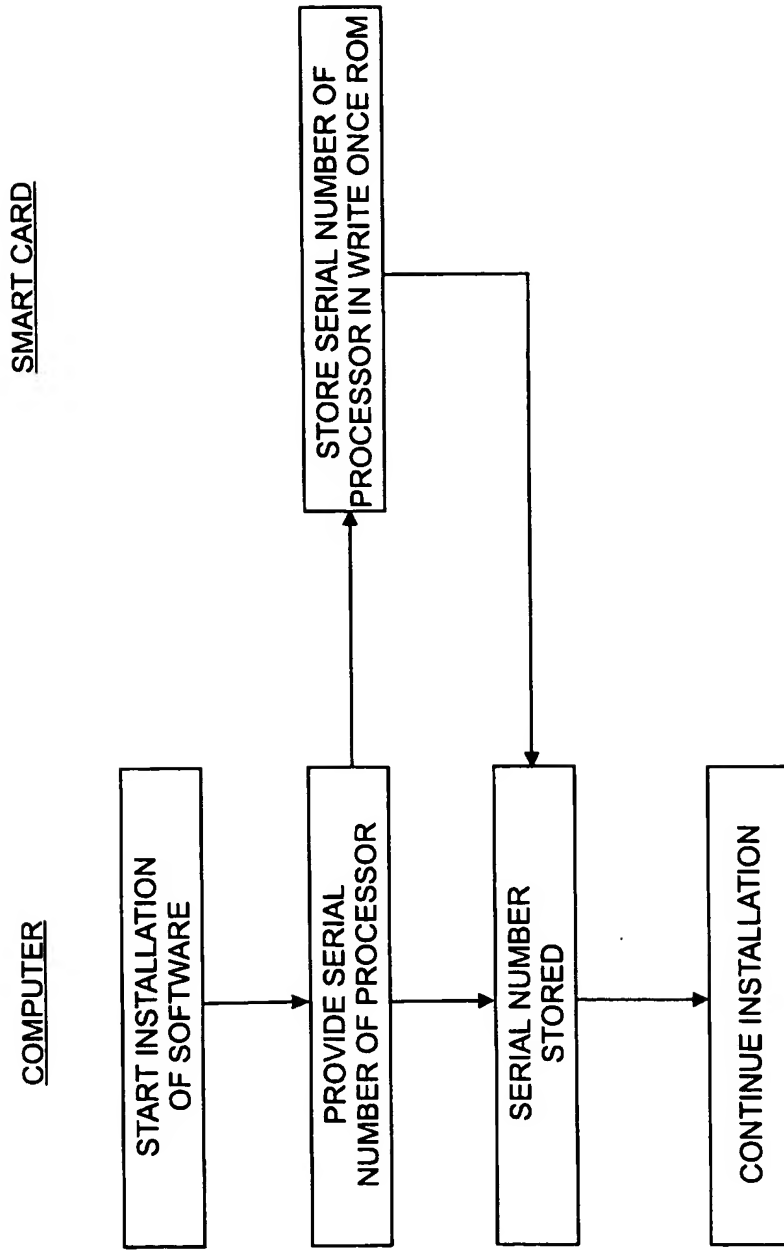 COMPUTER
SMART CARD
START INSTALLATION
OF SOFTWARE
PROVIDE SERIAL
NUMBER OF PROCESSOR
STORE SERIAL NUMBER OF
PROCESSOR IN WRITE ONCE ROM
SERIAL NUMBER
STORED
CONTINUE INSTALLATION